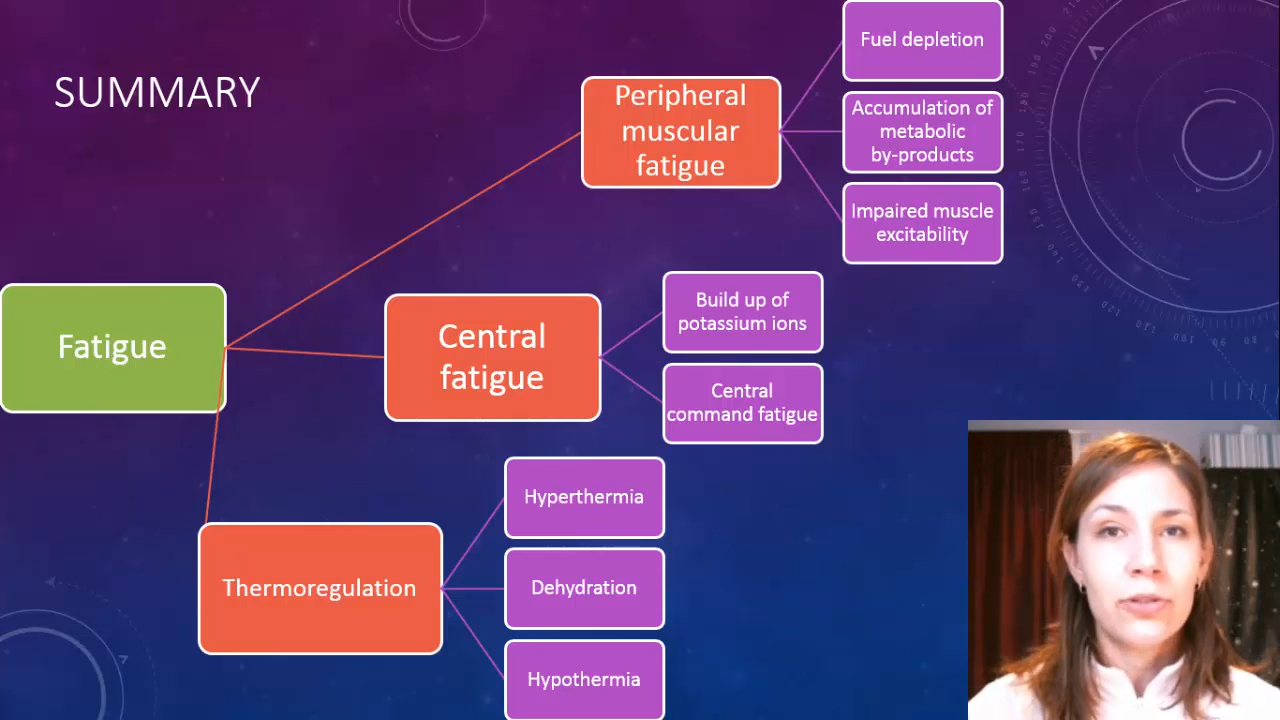 SUMMARY
Fatigue
Peripheral
muscular
fatigue
Fuel depletion
Accumulation of
metabolic
by-products
Impaired muscle
excitability
Central
fatigue
Build up of
potassium ions
Central
command fatigue
Thermoregulation
Hyperthermia
Dehydration
Hypothermia